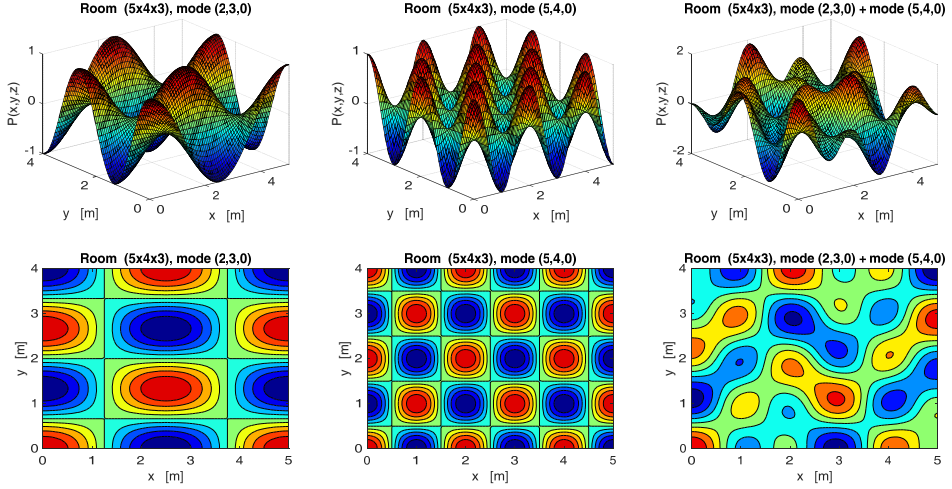 Room (5x4x3), mode (2,3,0)
1
0
-1
P(x,y,z)
4
2
0
y [m]
0
2
4
x [m]
Room (5x4x3), mode (5,4,0)
1
0
-1
P(x,y,z)
4
2
0
y [m]
0
2
4
x [m]
Room (5x4x3), mode (2,3,0) + mode (5,4,0)
2
0
-2
P(x,y,z)
4
2
0
y [m]
0
2
4
x [m]
Room (5x4x3), mode (2,3,0)
4
3
2
1
0
y [m]
0 1 2 3 4 5
x [m]
Room (5x4x3), mode (5,4,0)
4
3
2
1
0
y [m]
0 1 2 3 4 5
x [m]
Room (5x4x3), mode (2,3,0) + mode (5,4,0)
4
3
2
1
0
y [m]
0 1 2 3 4 5
x [m]